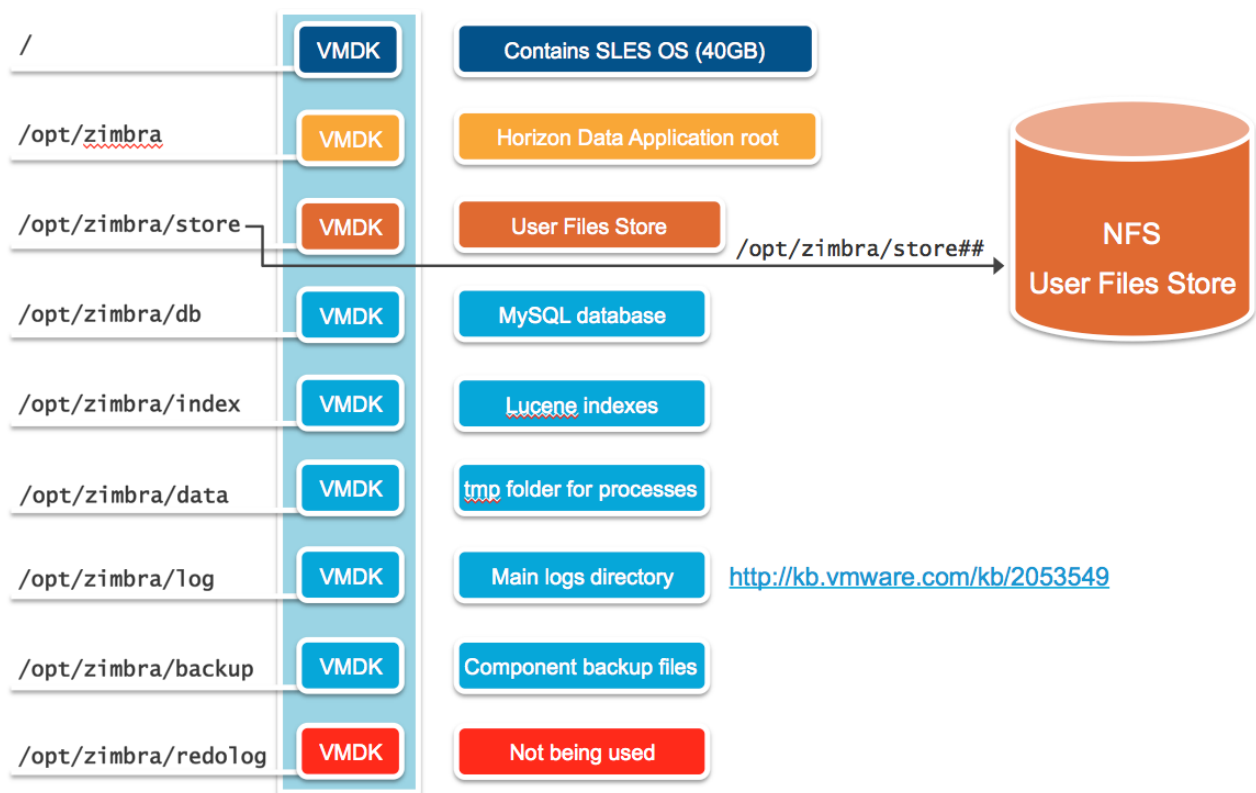 /
VMDK
Contains SLES OS (40GB)
/opt/zimbra
VMDK
Horizon Data Application root
/opt/zimbra/store
VMDK
User Files Store
/opt/zimbra/store##
NFS
User Files Store
/opt/zimbra/db
VMDK
MySQL database
/opt/zimbra/index
VMDK
Lucene indexes
/opt/zimbra/data
VMDK
tmp folder for processes
/opt/zimbra/log
VMDK
Main logs directory
http://kb.vmware.com/kb/2053549
/opt/zimbra/backup
VMDK
Component backup files
/opt/zimbra/redolog
VMDK
Not being used